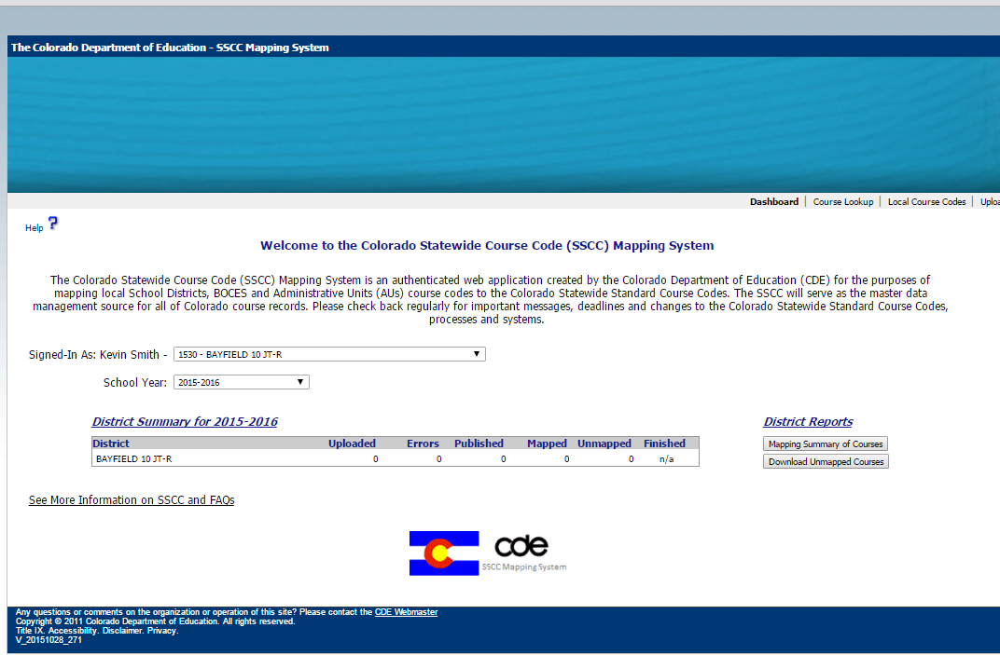 The Colorado Department of Education - SSCC Mapping System
Dashboard | Course Lookup | Local Course Codes |
Help ?
Welcome to the Colorado Statewide Course Code (SSCC) Mapping System
The Colorado Statewide Course Code (SSCC) Mapping System is an authenticated web application created by the Colorado Department of Education (CDE) for the purposes of
mapping local School Districts, BOCES and Administrative Units (AUs) course codes to the Colorado Statewide Standard Course Codes. The SSCC will serve as the master data
management source for all of Colorado course records. Please check back regularly for important messages, deadlines and changes to the Colorado Statewide Standard Course Codes,
processes and systems.
Signed-In As: Kevin Smith - 1530 - BAYFIELD 10 JT-R
School Year: 2015-2016
District Summary for 2015-2016
District Uploaded Errors Published Mapped Unmapped Finished
BAYFIELD 10 JT-R 0 0 0 0 0 n/a
District Reports
Mapping Summary of Courses
Download Unmapped Courses
See More Information on SSCC and FAQs
cde
SSCC Mapping System
Any questions or comments on the organization or operation of this site? Please contact the CDE Webmaster
Copyright © 2011 Colorado Department of Education. All rights reserved.
Title IX. Accessibility. Disclaimer. Privacy.
V_20151028_271